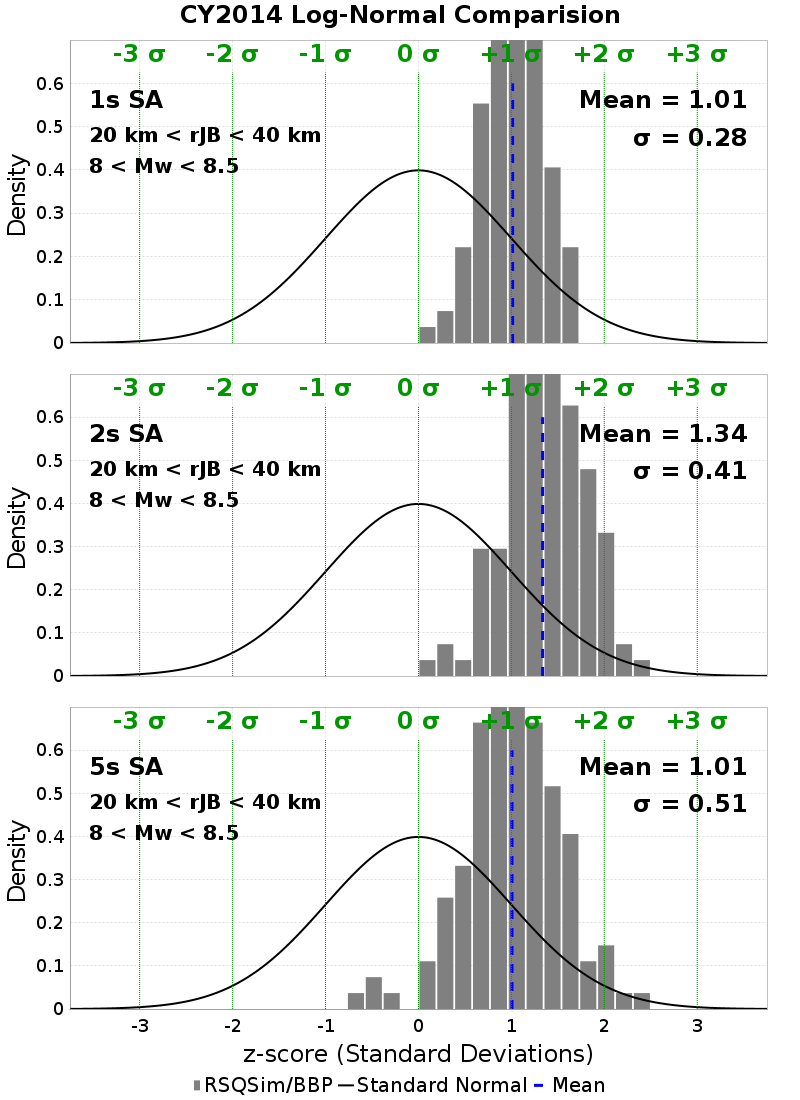 CY2014 Log-Normal Comparision
-3 σ -2 σ -1 σ 0 σ +1 σ +2 σ +3 σ
1s SA
20 km < rJB < 40 km
8 < Mw < 8.5
Mean = 1.01
σ = 0.28
Density
0.6
0.5
0.4
0.3
0.2
0.1
0
-3 σ -2 σ -1 σ 0 σ +1 σ +2 σ +3 σ
2s SA
20 km < rJB < 40 km
8 < Mw < 8.5
Mean = 1.34
σ = 0.41
Density
0.6
0.5
0.4
0.3
0.2
0.1
0
-3 σ -2 σ -1 σ 0 σ +1 σ +2 σ +3 σ
5s SA
20 km < rJB < 40 km
8 < Mw < 8.5
Mean = 1.01
σ = 0.51
Density
0.6
0.5
0.4
0.3
0.2
0.1
0
-3 -2 -1 0 1 2 3
z-score (Standard Deviations)
RSQSim/BBP Standard Normal Mean